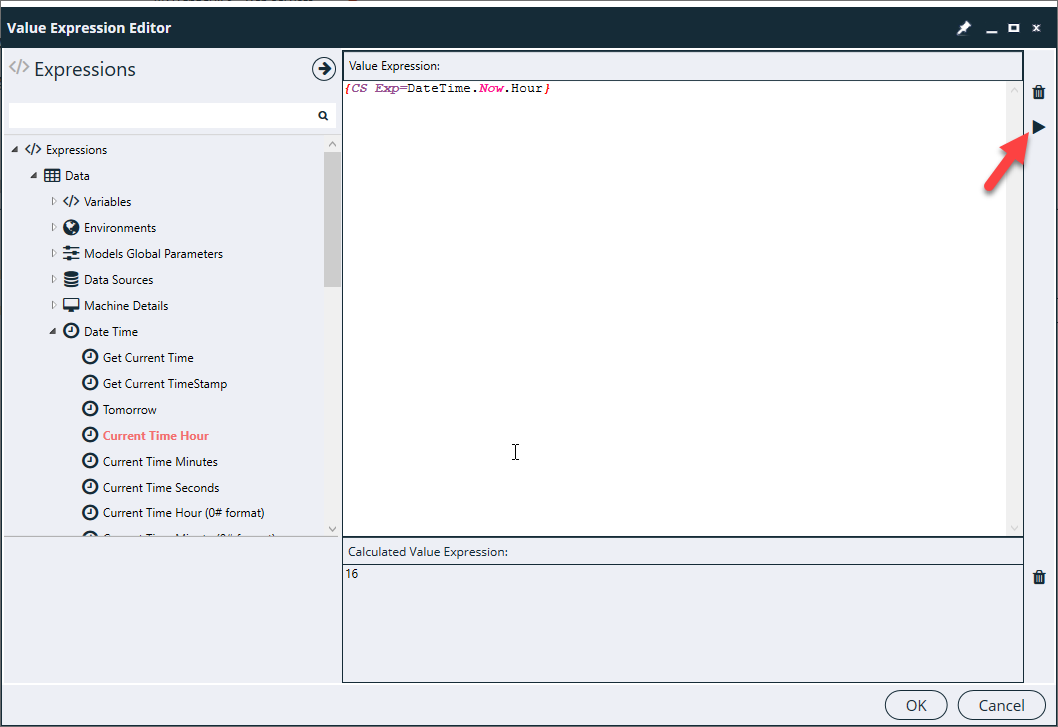 Value Expression Editor
Expressions
Expressions
Data
Variables
Environments
Models Global Parameters
Data Sources
Machine Details
Date Time
Get Current Time
Get Current TimeStamp
Tomorrow
Current Time Hour
Current Time Minutes
Current Time Seconds
Current Time Hour (0# format)
Value Expression:
{CS Exp=DateTime.Now.Hour}
Calculated Value Expression:
16
OK
Cancel